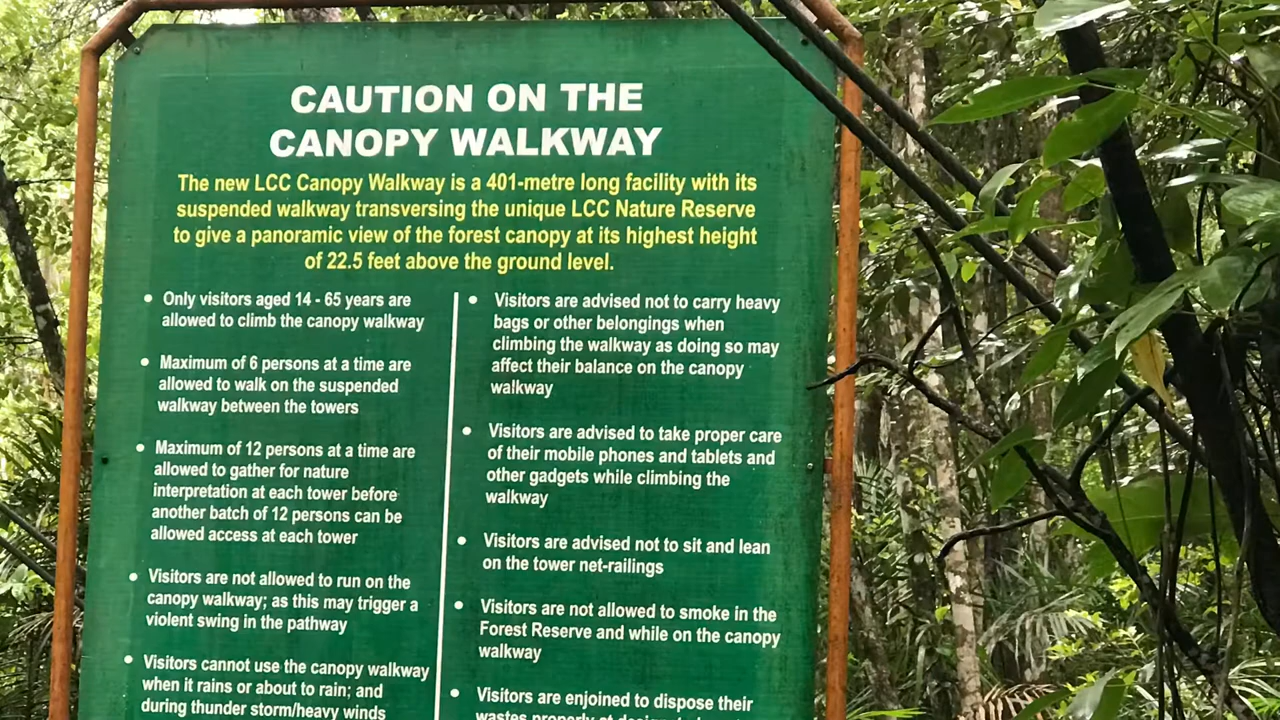 CAUTION ON THE
CANOPY WALKWAY
The new LCC Canopy Walkway is a 401-metre long facility with its
suspended walkway transversing the unique LCC Nature Reserve
to give a panoramic view of the forest canopy at its highest height
of 22.5 feet above the ground level.
• Only visitors aged 14 - 65 years are
allowed to climb the canopy walkway
• Maximum of 6 persons at a time are
allowed to walk on the suspended
walkway between the towers
• Maximum of 12 persons at a time are
allowed to gather for nature
interpretation at each tower before
another batch of 12 persons can be
allowed access at each tower
• Visitors are not allowed to run on the
canopy walkway; as this may trigger a
violent swing in the pathway
• Visitors cannot use the canopy walkway
when it rains or about to rain; and
during thunder storm/heavy winds
• Visitors are advised not to carry heavy
bags or other belongings when
climbing the walkway as doing so may
affect their balance on the canopy
walkway
• Visitors are advised to take proper care
of their mobile phones and tablets and
other gadgets while climbing the
walkway
• Visitors are advised not to sit and lean
on the tower net-railings
• Visitors are not allowed to smoke in the
Forest Reserve and while on the canopy
walkway
• Visitors are enjoined to dispose their
wastes properly at